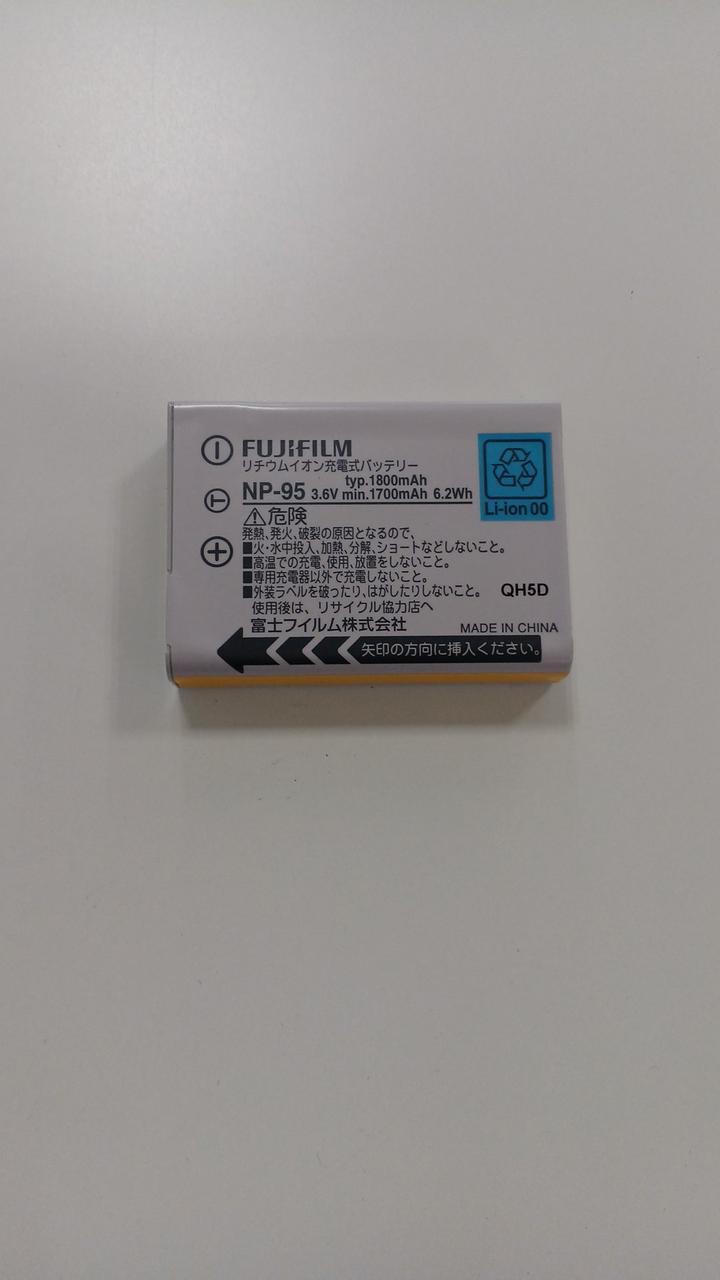 FUJIFILM
リチウムイオン充電式バッテリー
typ.1800mAh
NP-95 3.6V min.1700mAh 6.2Wh
Li-ion 00
危険
発熱、発火、破裂の原因となるので、
■火・水中投入、加熱、分解、ショートなどしないこと。
■高温での充電、使用、放置をしないこと。
■専用充電器以外で充電しないこと。
■外装ラベルを破ったり、はがしたりしないこと。
QH5D
使用後は、リサイクル協力店へ
富士フイルム株式会社
MADE IN CHINA
矢印の方向に挿入ください。
T